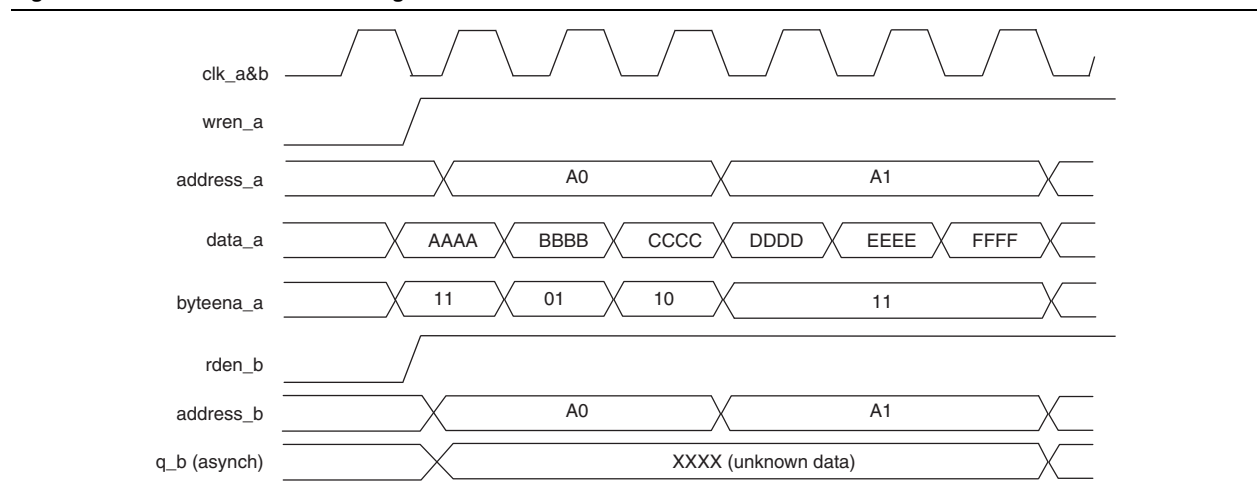 clk_a&b
wren_a
address_a A0 A1
data_a AAAA BBBB CCCC DDDD EEEE FFFF
byteena_a 11 01 10 11
rden_b
address_b A0 A1
q_b (asynch) XXXX (unknown data)